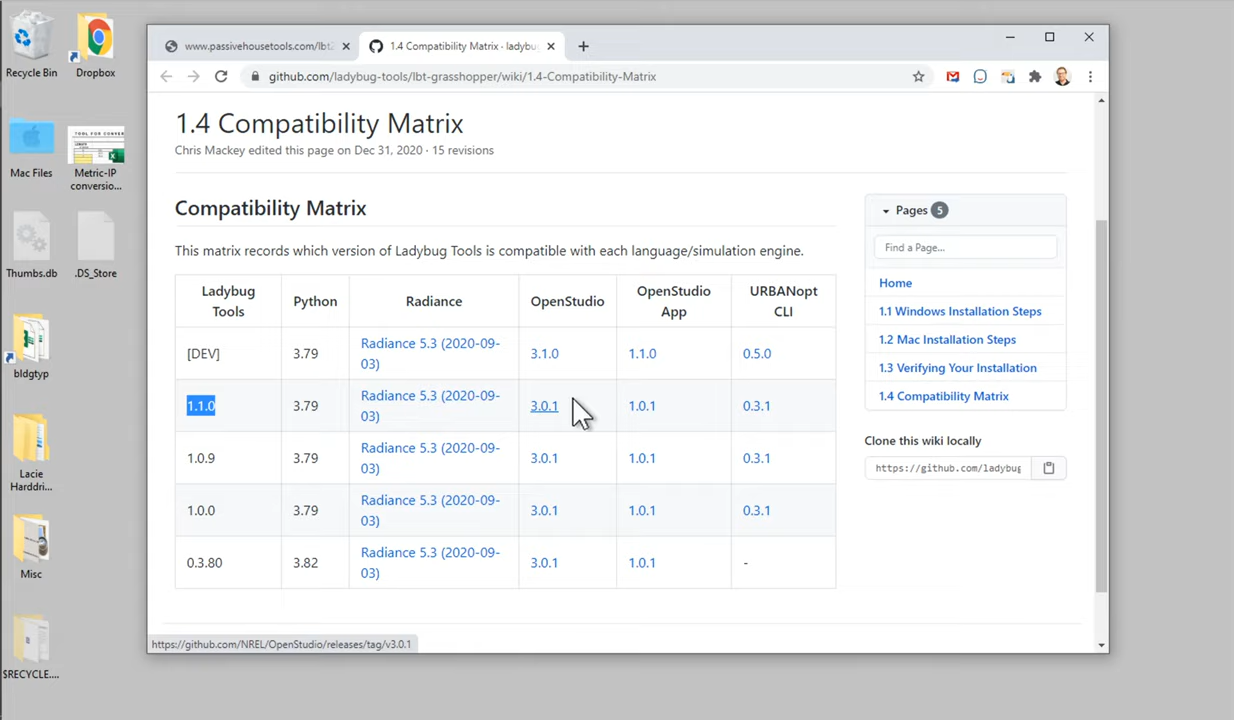 Recycle Bin
Dropbox
Mac Files
TOOL FOR CONVER
Metric-IP
conversio...
Thumbs.db
.DS_Store
bldgtyp
Lacie
Harddri...
Misc
$RECYCLE....
www.passivehousetools.com/lbt
1.4 Compatibility Matrix · ladybu
github.com/ladybug-tools/lbt-grasshopper/wiki/1.4-Compatibility-Matrix
1.4 Compatibility Matrix
Chris Mackey edited this page on Dec 31, 2020 · 15 revisions
Compatibility Matrix
This matrix records which version of Ladybug Tools is compatible with each language/simulation engine.
Ladybug
Tools
Python
Radiance
OpenStudio
OpenStudio
App
URBANopt
CLI
[DEV]
3.79
Radiance 5.3 (2020-09-
03)
3.1.0
1.1.0
0.5.0
1.1.0
3.79
Radiance 5.3 (2020-09-
03)
3.0.1
1.0.1
0.3.1
1.0.9
3.79
Radiance 5.3 (2020-09-
03)
3.0.1
1.0.1
0.3.1
1.0.0
3.79
Radiance 5.3 (2020-09-
03)
3.0.1
1.0.1
0.3.1
0.3.80
3.82
Radiance 5.3 (2020-09-
03)
3.0.1
1.0.1
-
Pages 5
Find a Page...
Home
1.1 Windows Installation Steps
1.2 Mac Installation Steps
1.3 Verifying Your Installation
1.4 Compatibility Matrix
Clone this wiki locally
https://github.com/ladybug
https://github.com/NREL/OpenStudio/releases/tag/v3.0.1